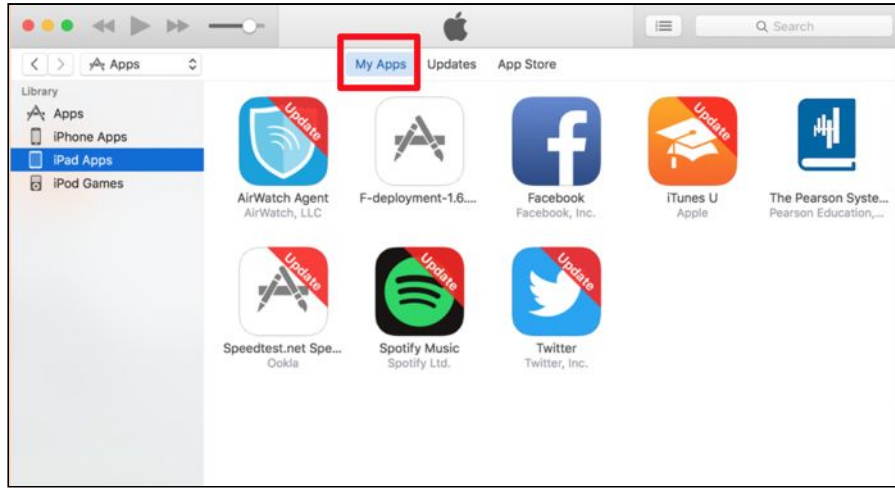 Search
Apps
My Apps Updates App Store
Library
Apps
iPhone Apps
iPad Apps
iPod Games
Update
Update
AirWatch Agent F-deployment-1.6.... Facebook iTunes U The Pearson Syste...
AirWatch, LLC Facebook, Inc. Apple Pearson Education,...
Update
Update
Update
Speedtest.net Spe... Spotify Music Twitter
Ookla Spotify Ltd. Twitter, Inc.